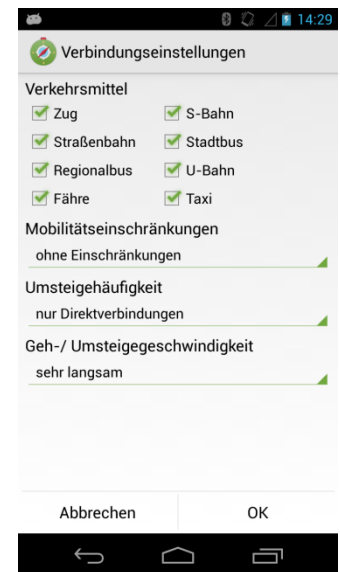 14:29
Verbindungseinstellungen
Verkehrsmittel
Zug S-Bahn
Straßenbahn Stadtbus
Regionalbus U-Bahn
Fähre Taxi
Mobilitätseinschränkungen
ohne Einschränkungen
Umsteigehäufigkeit
nur Direktverbindungen
Geh-/ Umsteigegeschwindigkeit
sehr langsam
Abbrechen OK